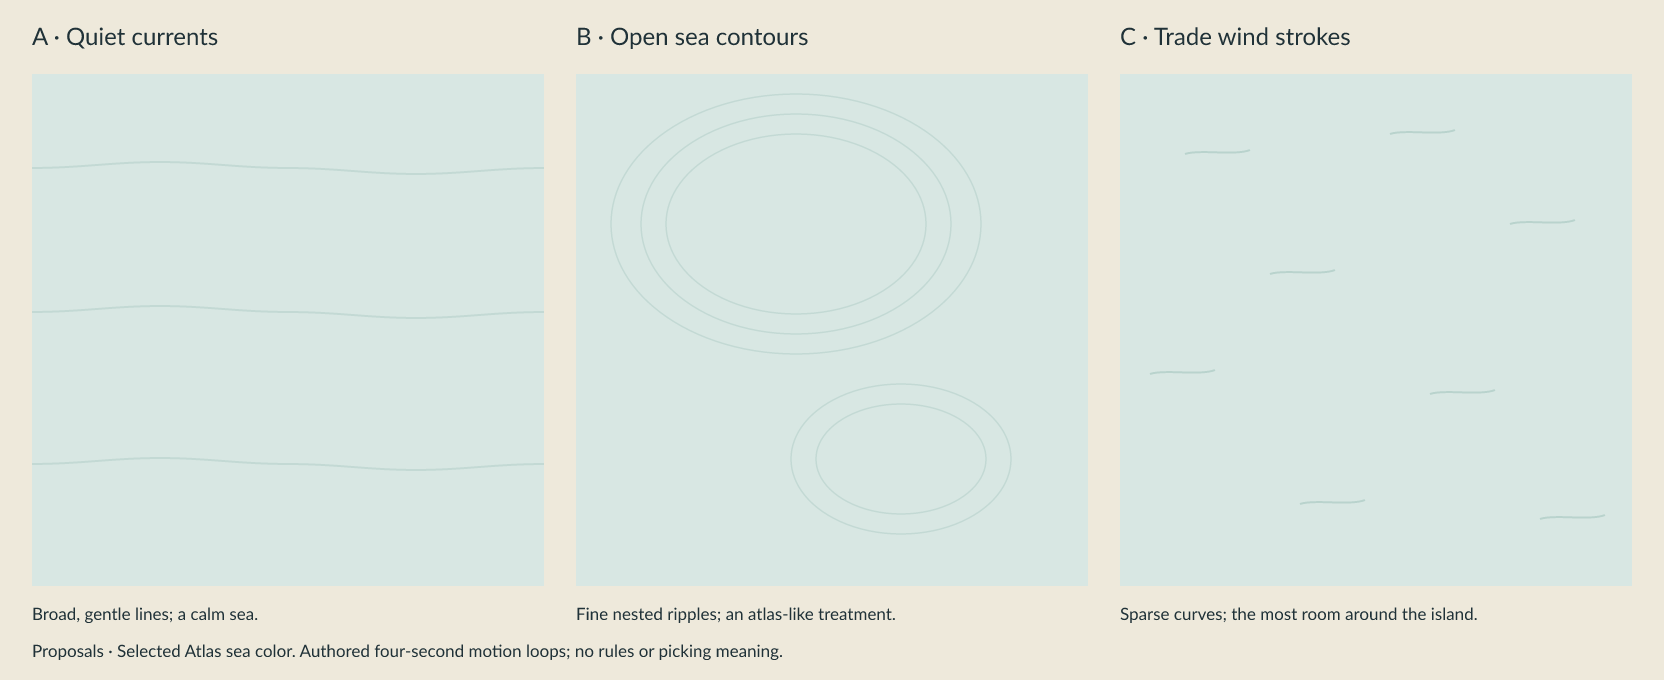 A · Quiet currents
B · Open sea contours
C · Trade wind strokes
Broad, gentle lines; a calm sea.
Fine nested ripples; an atlas-like treatment.
Sparse curves; the most room around the island.
Proposals · Selected Atlas sea color. Authored four-second motion loops; no rules or picking meaning.